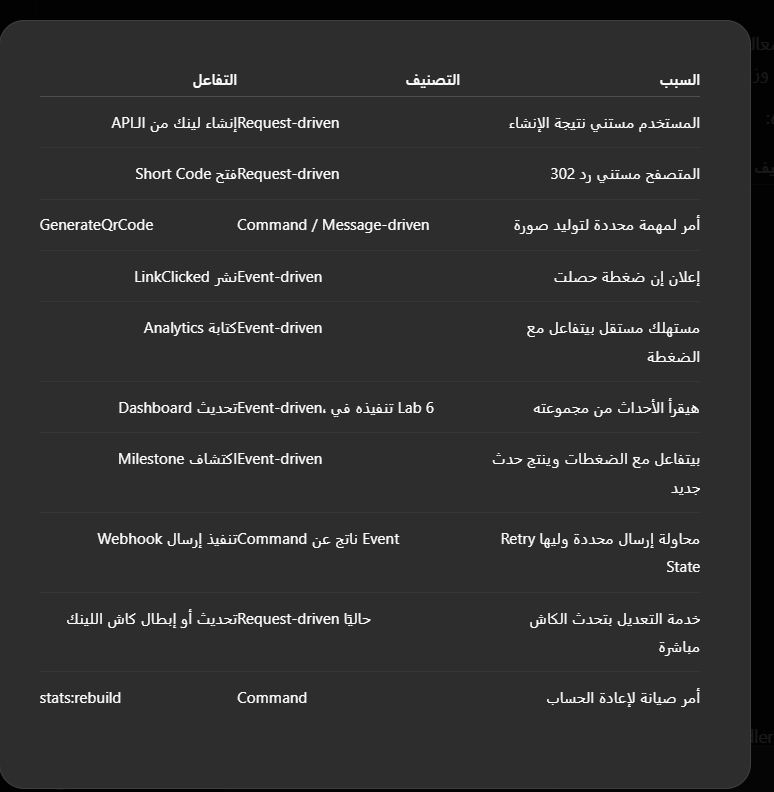 التفاعل التصنيف السبب
إنشاء لينك من الـAPI Request-driven المستخدم مستني نتيجة الإنشاء
فتح Short Code Request-driven المتصفح مستني رد 302
GenerateQrCode Command / Message-driven أمر لمهمة محددة لتوليد صورة
نشر LinkClicked Event-driven إعلان إن ضغطة حصلت
كتابة Analytics Event-driven مستهلك مستقل بيتفاعل مع
الضغطة
تحديث Dashboard Event-driven، تنفيذه في Lab 6 هيقرأ الأحداث من مجموعته
اكتشاف Milestone Event-driven بيتفاعل مع الضغطات وينتج حدث
جديد
تنفيذ إرسال Webhook Command ناتج عن Event محاولة إرسال محددة وليها Retry
State
تحديث أو إبطال كاش اللينك Request-driven حاليًا خدمة التعديل بتحدث الكاش
مباشرة
stats:rebuild Command أمر صيانة لإعادة الحساب